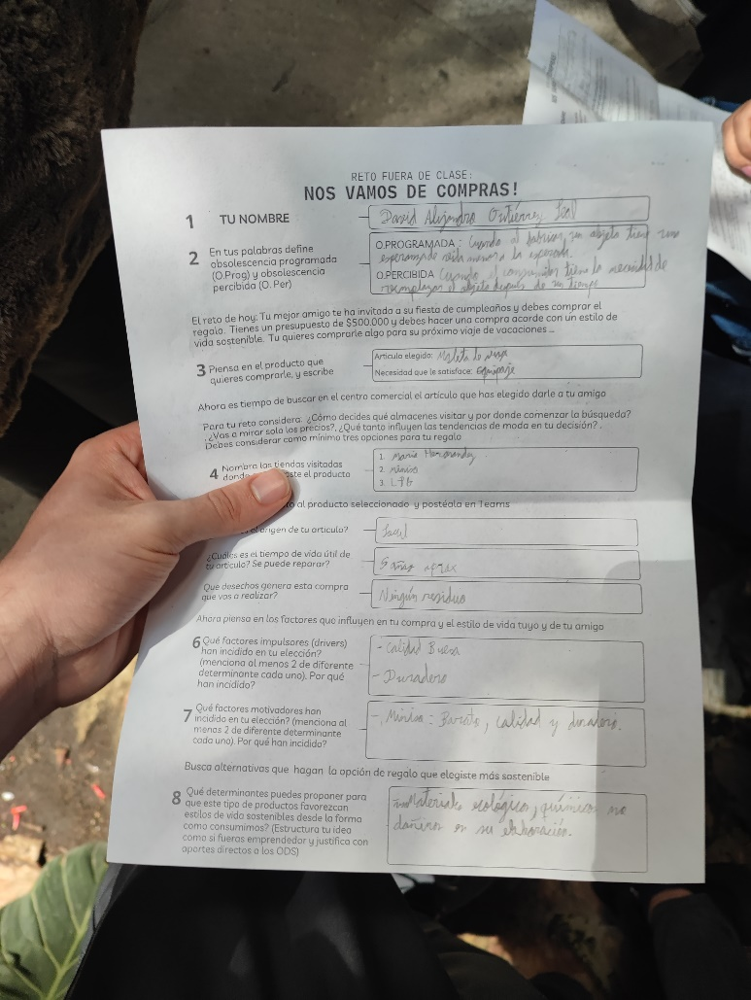 RETO FUERA DE CLASE:
NOS VAMOS DE COMPRAS!
1 TU NOMBRE
David Alejandro Gutiérrez Leal
2 En tus palabras define
obsolescencia programada
(O.Prog) y obsolescencia
percibida (O. Per)
O.PROGRAMADA : Cuando al fabricar un objeto tiene una
esperanza de vida menor a la esperada.
O.PERCIBIDA Cuando el consumidor tiene la necesidad de
reemplazar el objeto después de un tiempo
El reto de hoy: Tu mejor amigo te ha invitado a su fiesta de cumpleaños y debes comprar el
regalo. Tienes un presupuesto de $500.000 y debes hacer una compra acorde con un estilo de
vida sostenible. Tu quieres comprarle algo para su próximo viaje de vacaciones ...
3 Piensa en el producto que
quieres comprarle, y escribe
Artículo elegido: Maleta de
Necesidad que le satisface: equipaje
Ahora es tiempo de buscar en el centro comercial el artículo que has elegido darle a tu amigo
Para tu reto considera: ¿Cómo decides qué almacenes visitar y por donde comenzar la búsqueda?
¿Vas a mirar solo los precios?, ¿Qué tanto influyen las tendencias de moda en tu decisión? .
Debes considerar como mínimo tres opciones para tu regalo
4 Nombra las tiendas visitadas
donde ste el producto
1. Mario Hernandez
2.
3.
to al producto seleccionado y postéala en Teams
el origen de tu artículo?
Local
¿Cuál es el tiempo de vida útil de
tu artículo? Se puede reparar?
5 años aprox
Que desechos genera esta compra
que vas a realizar?
Ningún residuo
Ahora piensa en los factores que influyen en tu compra y el estilo de vida tuyo y de tu amigo
6 Qué factores impulsores (drivers)
han incidido en tu elección?
(menciona al menos 2 de diferente
determinante cada uno). Por qué
han incidido?
- Calidad Buena
- Duradero
7 Qué factores motivadores han
incidido en tu elección? (menciona al
menos 2 de diferente determinante
cada uno). Por qué han incidido?
- Miniso : Barato, calidad y duradero.
Busca alternativas que hagan la opción de regalo que elegiste más sostenible
8 Qué determinantes puedes proponer para
que este tipo de productos favorezcan
estilos de vida sostenibles desde la forma
como consumimos? (Estructura tu idea
como si fueras emprendedor y justifica con
aportes directos a los ODS)
Materiales ecológicos, químicos no
dañinos en su elaboración.